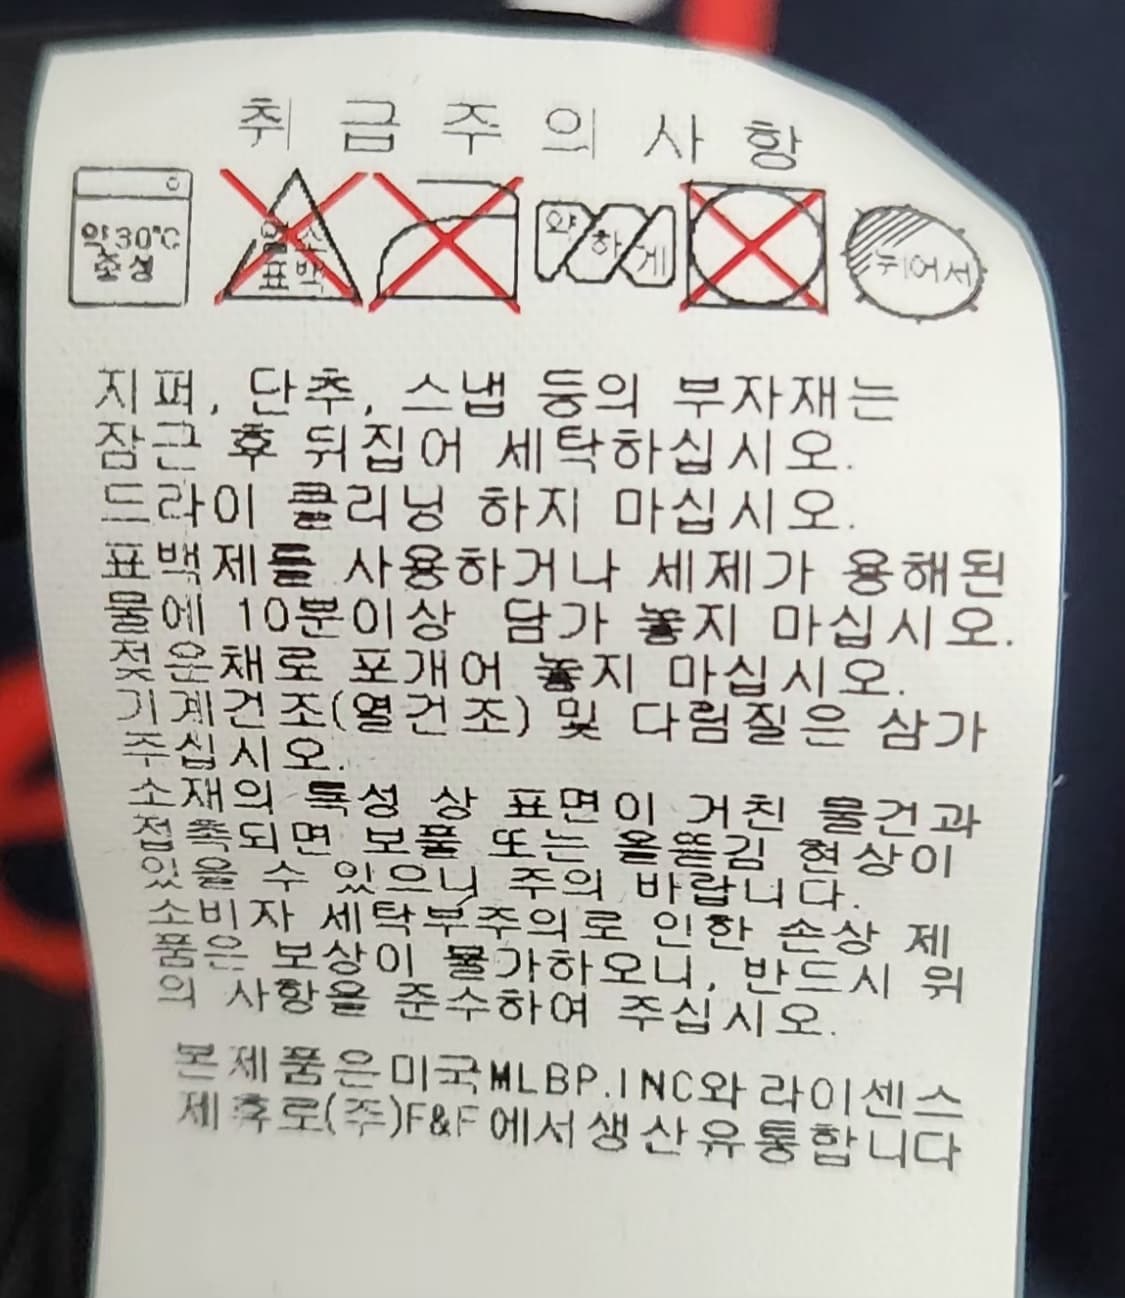 취급주의사항
약30℃
중성
염소
표백
약하게
뉘어서
지퍼, 단추, 스냅 등의 부자재는
잠근 후 뒤집어 세탁하십시오.
드라이 클리닝 하지 마십시오.
표백제를 사용하거나 세제가 용해된
물에 10분이상 담가 놓지 마십시오.
젖은채로 포개어 놓지 마십시오.
기계건조(열건조) 및 다림질은 삼가
주십시오.
소재의 특성 상 표면이 거친 물건과
접촉되면 보풀 또는 올뜯김 현상이
있을 수 있으니 주의 바랍니다.
소비자 세탁부주의로 인한 손상 제
품은 보상이 불가하오니, 반드시 위
의 사항을 준수하여 주십시오.
본제품은미국MLBP.INC와 라이센스
제휴로(주)F&F에서생산유통합니다